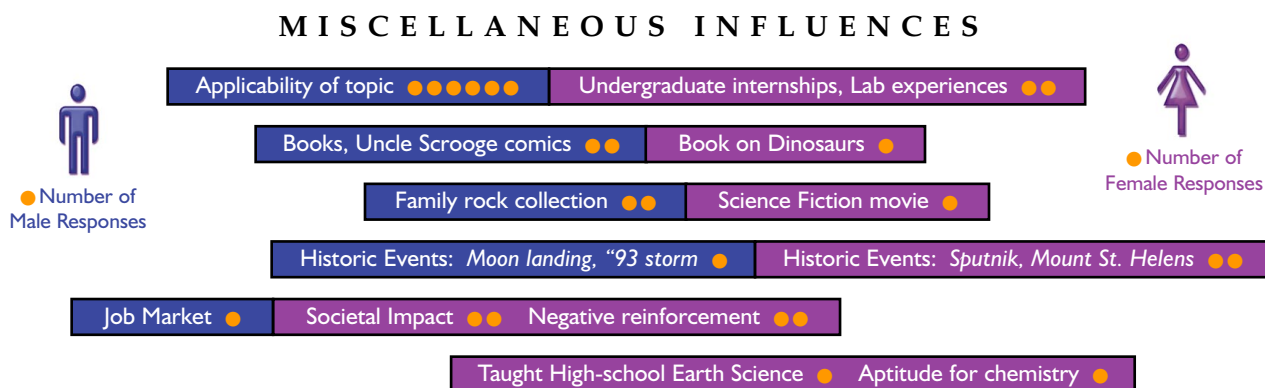 MISCELLANEOUS INFLUENCES
Applicability of topic Undergraduate internships, Lab experiences
Books, Uncle Scrooge comics Book on Dinosaurs
Number of
Male Responses
Number of
Female Responses
Family rock collection Science Fiction movie
Historic Events: Moon landing, “93 storm Historic Events: Sputnik, Mount St. Helens
Job Market Societal Impact Negative reinforcement
Taught High-school Earth Science Aptitude for chemistry